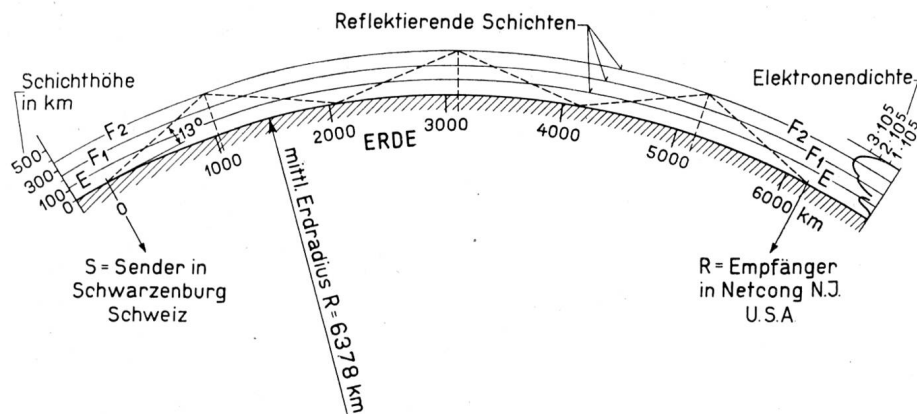 Reflektierende Schichten
Schichthöhe
in km
Elektronendichte
500
300
100
0
F₂
F₁
E
13°
0
1000
2000
3000
4000
5000
6000 km
ERDE
F₂
F₁
E
3·10⁵
2·10⁵
1·10⁵
mittl. Erdradius R = 6378 km
S = Sender in
Schwarzenburg
Schweiz
R = Empfänger
in Netcong N.J.
U.S.A.